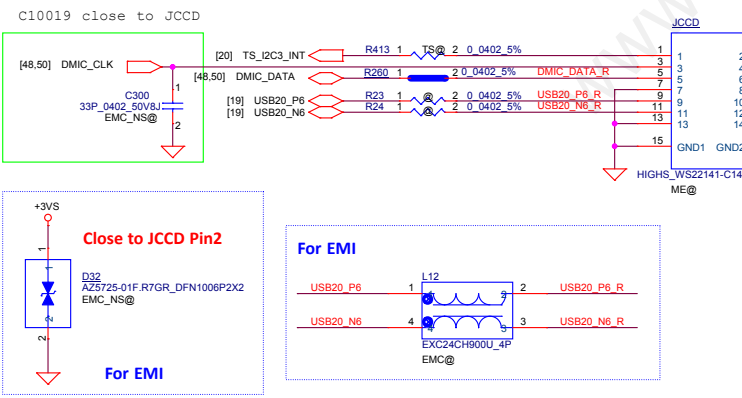 C10019 close to JCCD
JCCD
[48,50] DMIC_CLK
[20] TS_I2C3_INT
R413 1 TS@ 2 0_0402_5%
[48,50] DMIC_DATA
R260 1 2 0_0402_5% DMIC_DATA_R
[19] USB20_P6
R23 1 @ 2 0_0402_5% USB20_P6_R
[19] USB20_N6
R24 1 @ 2 0_0402_5% USB20_N6_R
1
C300
33P_0402_50V8J
EMC_NS@
2
1
3
5
7
9
11
13
15
1
3
5
7
9
11
13
GND1
2
4
6
8
10
12
14
GND2
HIGHS_WS22141-C14
ME@
+3VS
Close to JCCD Pin2
1
1
D32
AZ5725-01F.R7GR_DFN1006P2X2
EMC_NS@
2
2
For EMI
For EMI
L12
USB20_P6 1 1 2 2 USB20_P6_R
USB20_N6 4 4 3 3 USB20_N6_R
EXC24CH900U_4P
EMC@